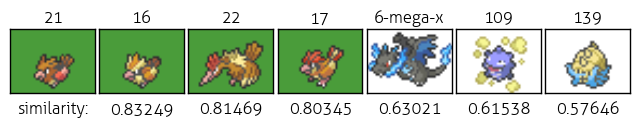 21 16 22 17 6-mega-x 109 139
similarity: 0.83249 0.81469 0.80345 0.63021 0.61538 0.57646